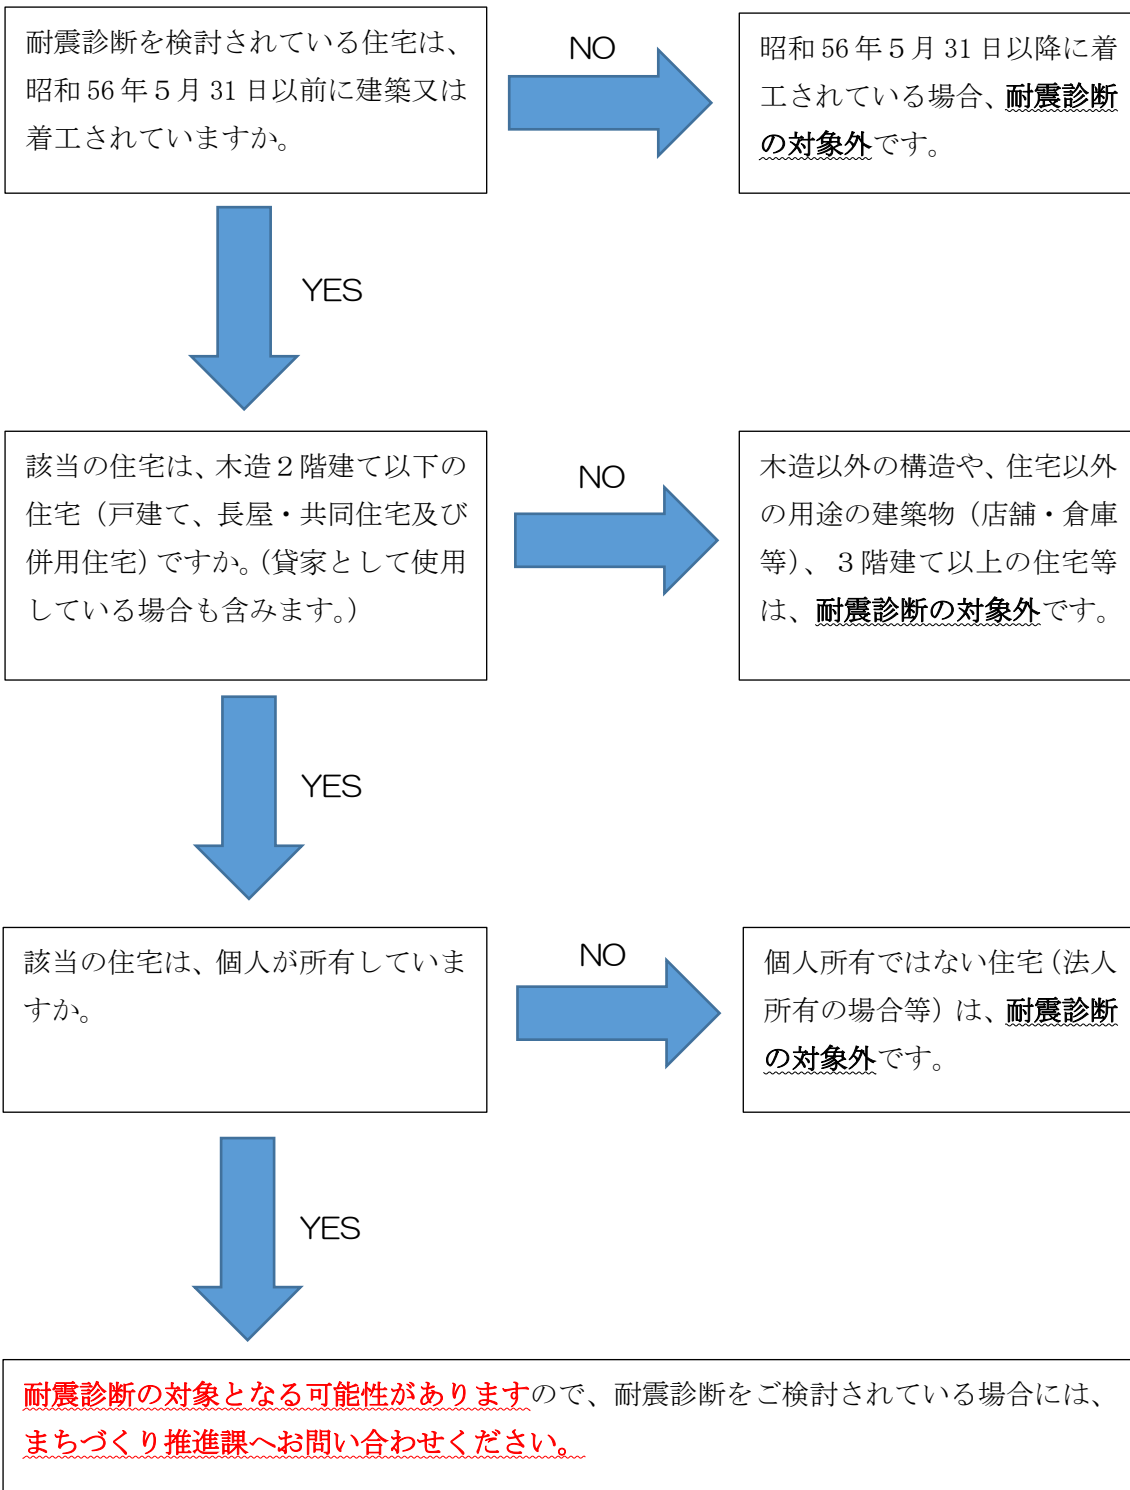 耐震診断を検討されている住宅は、
昭和 56 年５月 31 日以前に建築又は
着工されていますか。
NO
昭和 56 年５月 31 日以降に着
工されている場合、耐震診断
の対象外です。
YES
該当の住宅は、木造２階建て以下の
住宅（戸建て、長屋・共同住宅及び
併用住宅）ですか。（貸家として使用
している場合も含みます。）
NO
木造以外の構造や、住宅以外
の用途の建築物（店舗・倉庫
等）、３階建て以上の住宅等
は、耐震診断の対象外です。
YES
該当の住宅は、個人が所有していま
すか。
NO
個人所有ではない住宅（法人
所有の場合等）は、耐震診断
の対象外です。
YES
耐震診断の対象となる可能性がありますので、耐震診断をご検討されている場合には、
まちづくり推進課へお問い合わせください。